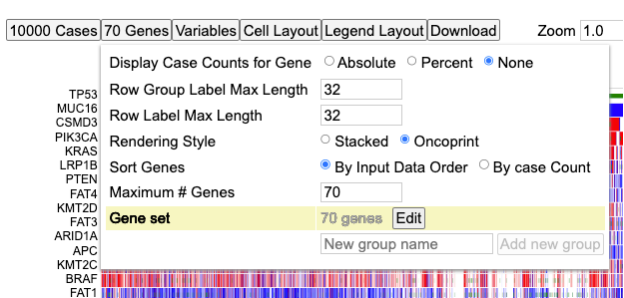 10000 Cases 70 Genes Variables Cell Layout Legend Layout Download Zoom 1.0
Display Case Counts for Gene Absolute Percent None
Row Group Label Max Length 32
Row Label Max Length 32
Rendering Style Stacked Oncoprint
Sort Genes By Input Data Order By case Count
Maximum # Genes 70
Gene set 70 genes Edit
New group name Add new group
TP53
MUC16
CSMD3
PIK3CA
KRAS
LRP1B
PTEN
FAT4
KMT2D
FAT3
ARID1A
APC
KMT2C
BRAF
FAT1